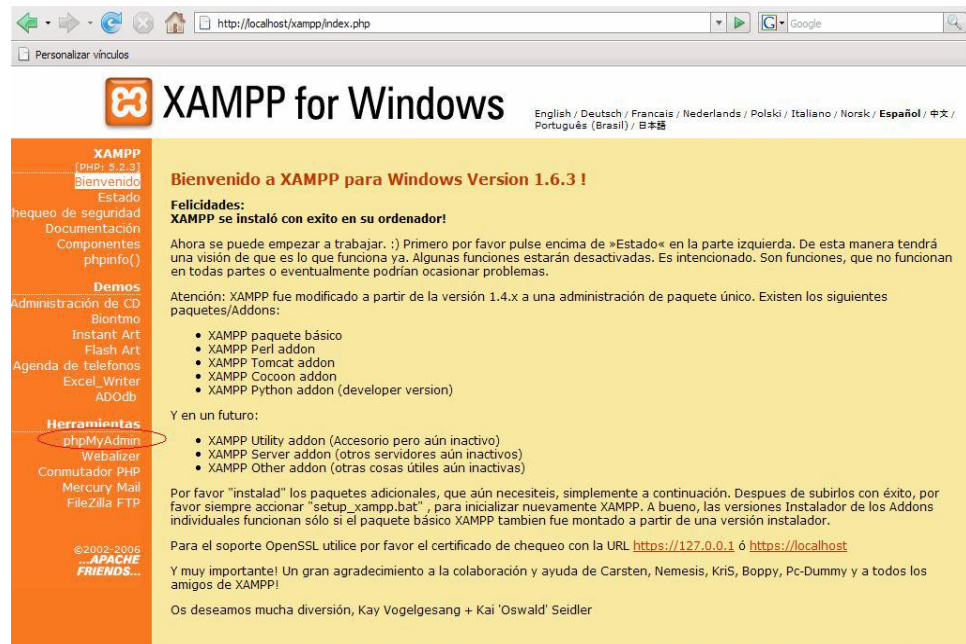 http://localhost/xampp/index.php
G
Google
Personalizar vínculos
XAMPP for Windows
English / Deutsch / Francais / Nederlands / Polski / Italiano / Norsk / Español / 中文 /
Português (Brasil) / 日本語
XAMPP
[PHP: 5.2.3]
Bienvenido
Estado
hequeo de seguridad
Documentación
Componentes
phpinfo()
Demos
Administración de CD
Bioritmo
Instant Art
Flash Art
Agenda de telefonos
Excel_Writer
ADOdb
Herramientas
phpMyAdmin
Webalizer
Conmutador PHP
Mercury Mail
FileZilla FTP
©2002-2006
...APACHE
FRIENDS...
Bienvenido a XAMPP para Windows Version 1.6.3 !
Felicidades:
XAMPP se instaló con exito en su ordenador!
Ahora se puede empezar a trabajar. :) Primero por favor pulse encima de »Estado« en la parte izquierda. De esta manera tendrá
una visión de que es lo que funciona ya. Algunas funciones estarán desactivadas. Es intencionado. Son funciones, que no funcionan
en todas partes o eventualmente podrían ocasionar problemas.
Atención: XAMPP fue modificado a partir de la versión 1.4.x a una administración de paquete único. Existen los siguientes
paquetes/Addons:
• XAMPP paquete básico
• XAMPP Perl addon
• XAMPP Tomcat addon
• XAMPP Cocoon addon
• XAMPP Python addon (developer version)
Y en un futuro:
• XAMPP Utility addon (Accesorio pero aún inactivo)
• XAMPP Server addon (otros servidores aún inactivos)
• XAMPP Other addon (otras cosas útiles aún inactivas)
Por favor "instalad" los paquetes adicionales, que aún necesiteis, simplemente a continuación. Despues de subirlos con éxito, por
favor siempre accionar "setup_xampp.bat" , para inicializar nuevamente XAMPP. A bueno, las versiones Instalador de los Addons
individuales funcionan sólo si el paquete básico XAMPP tambien fue montado a partir de una versión instalador.
Para el soporte OpenSSL utilice por favor el certificado de chequeo con la URL https://127.0.0.1 ó https://localhost
Y muy importante! Un gran agradecimiento a la colaboración y ayuda de Carsten, Nemesis, KriS, Boppy, Pc-Dummy y a todos los
amigos de XAMPP!
Os deseamos mucha diversión, Kay Vogelgesang + Kai 'Oswald' Seidler